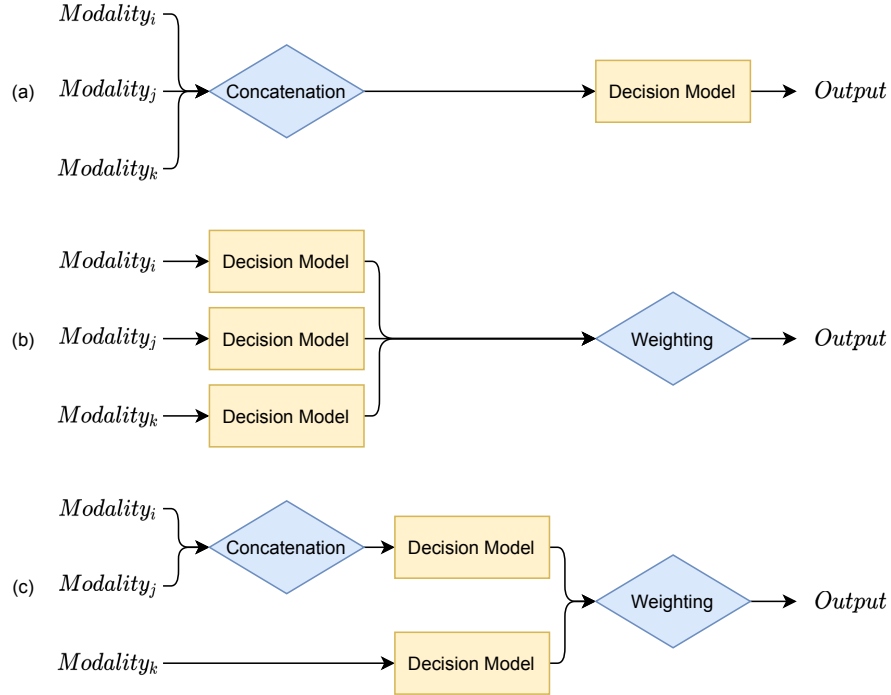 Modality_i
(a) Modality_j Concatenation Decision Model Output
Modality_k
Modality_i Decision Model
(b) Modality_j Decision Model Weighting Output
Modality_k Decision Model
Modality_i
Concatenation Decision Model
Modality_j
(c) Weighting Output
Modality_k Decision Model